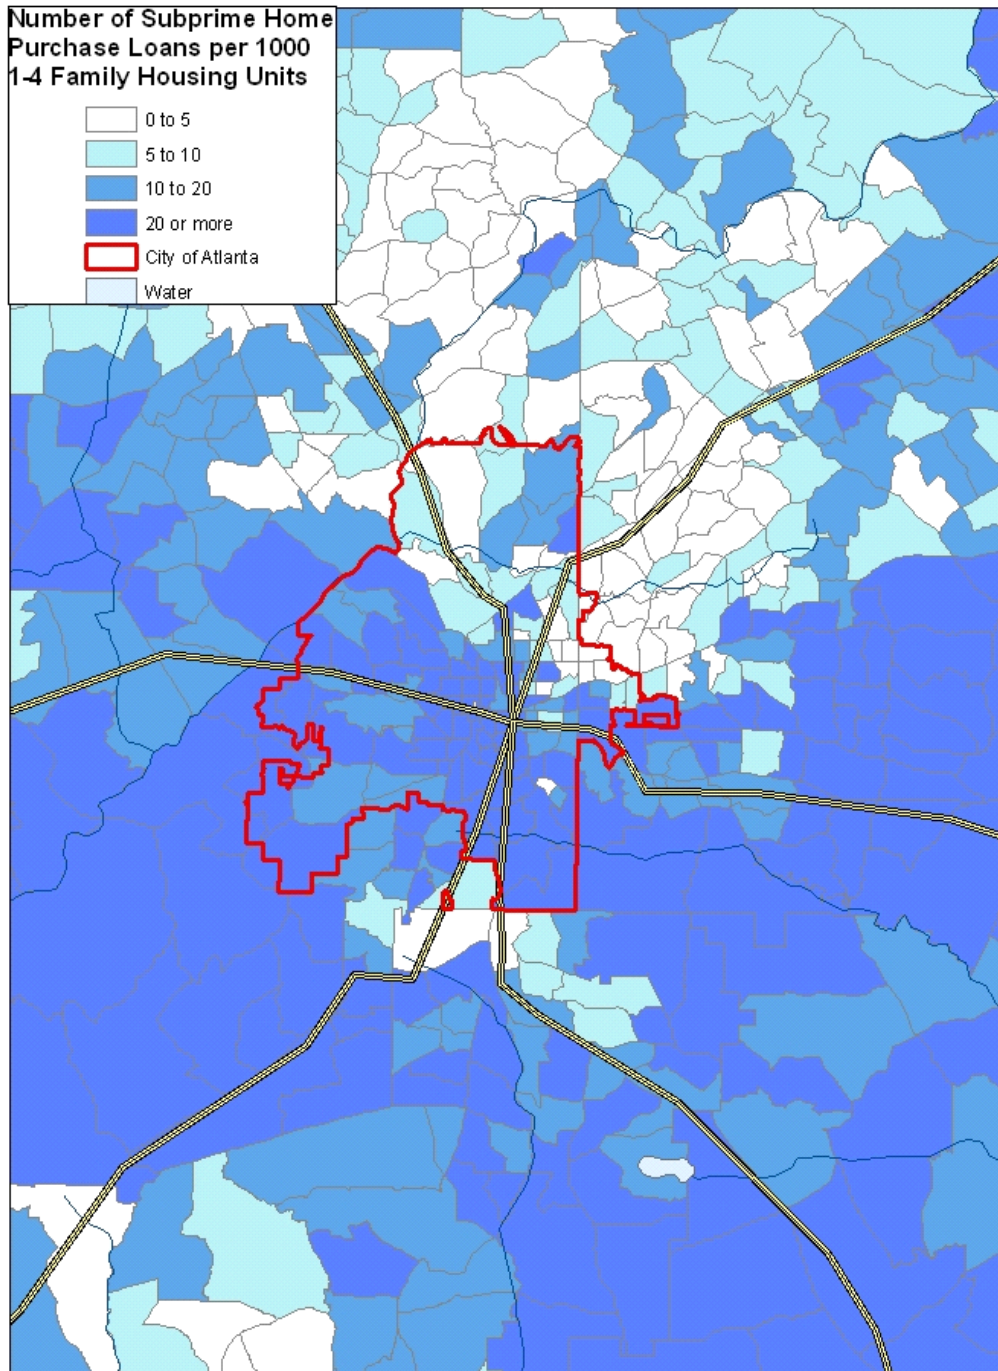 Number of Subprime Home
Purchase Loans per 1000
1-4 Family Housing Units
0 to 5
5 to 10
10 to 20
20 or more
City of Atlanta
Water